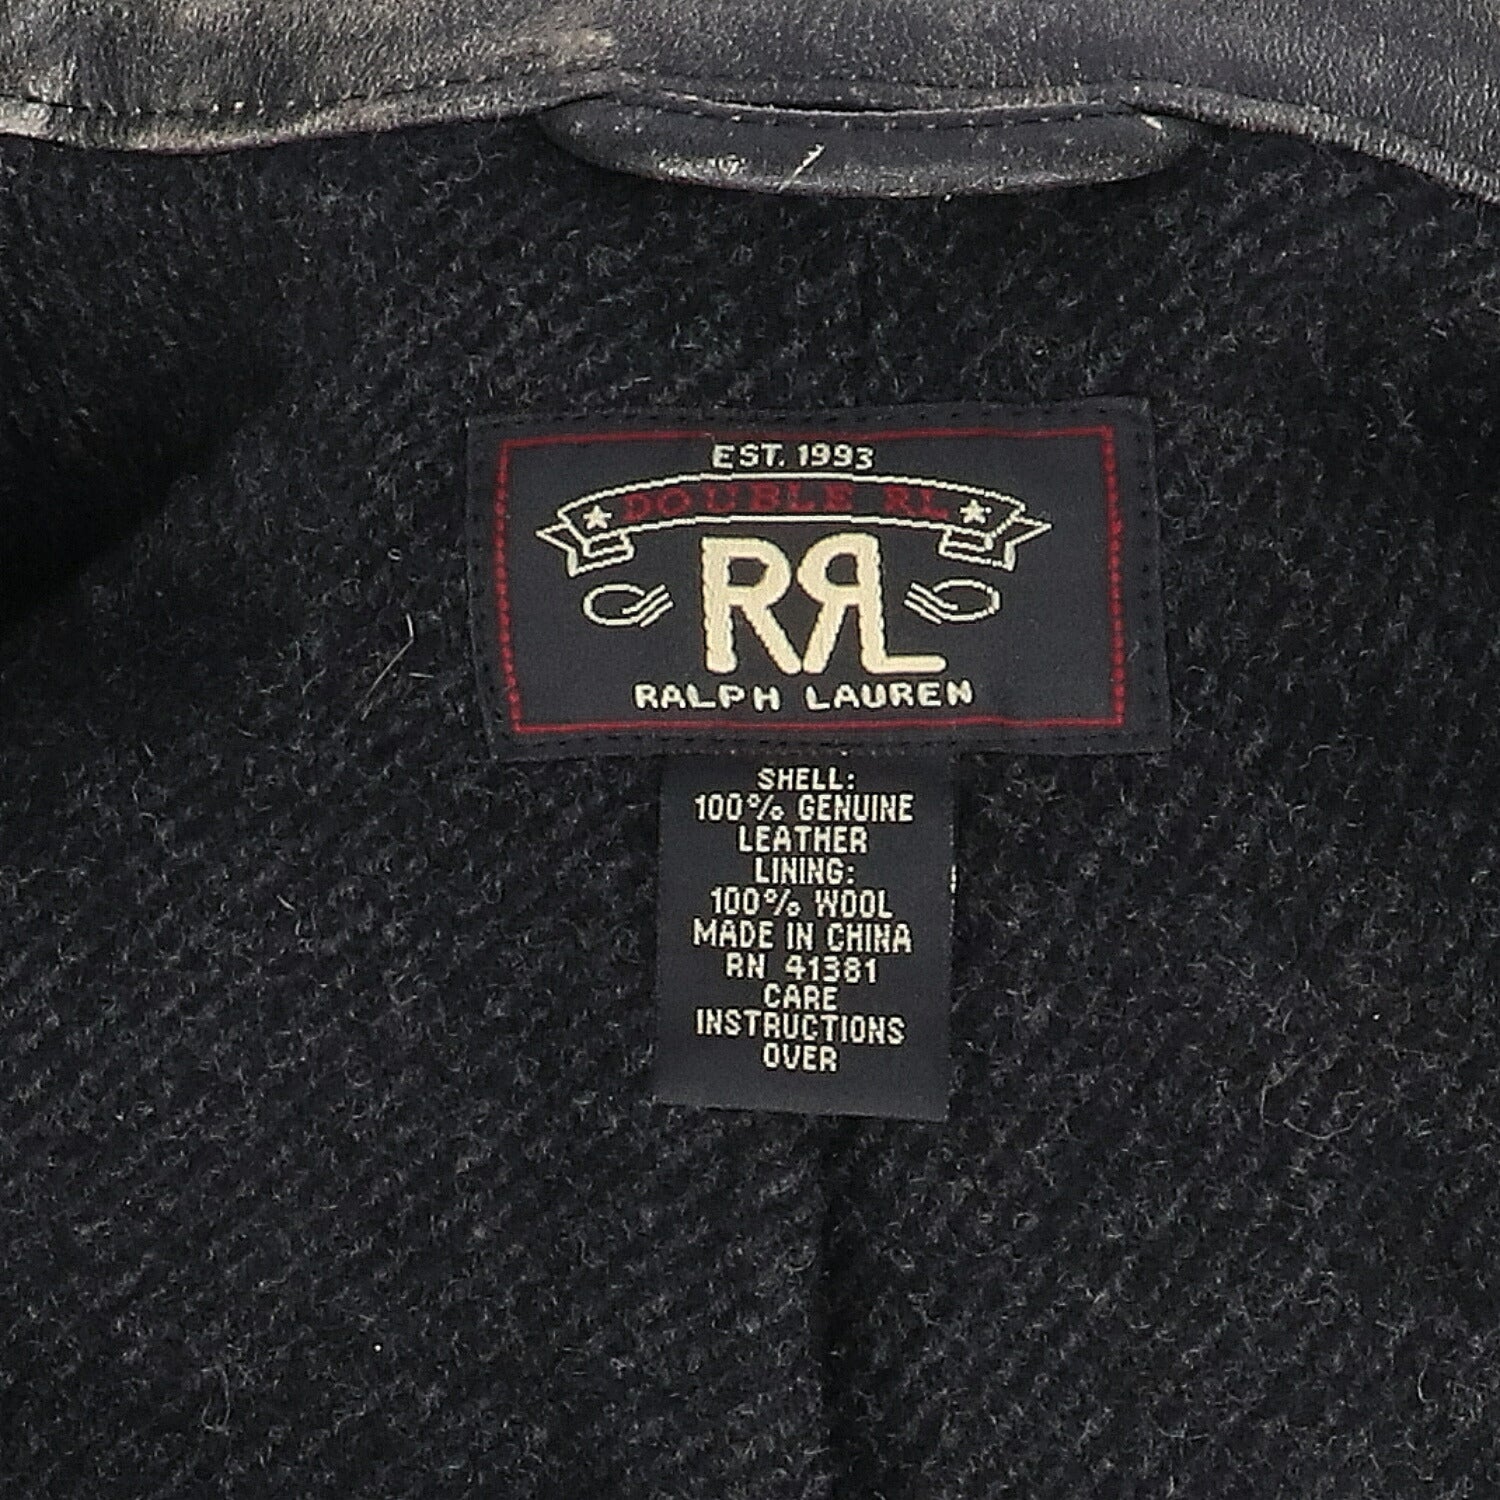 EST. 1993
DOUBLE RL
RRL
RALPH LAUREN
SHELL:
100% GENUINE
LEATHER
LINING:
100% WOOL
MADE IN CHINA
RN 41381
CARE
INSTRUCTIONS
OVER